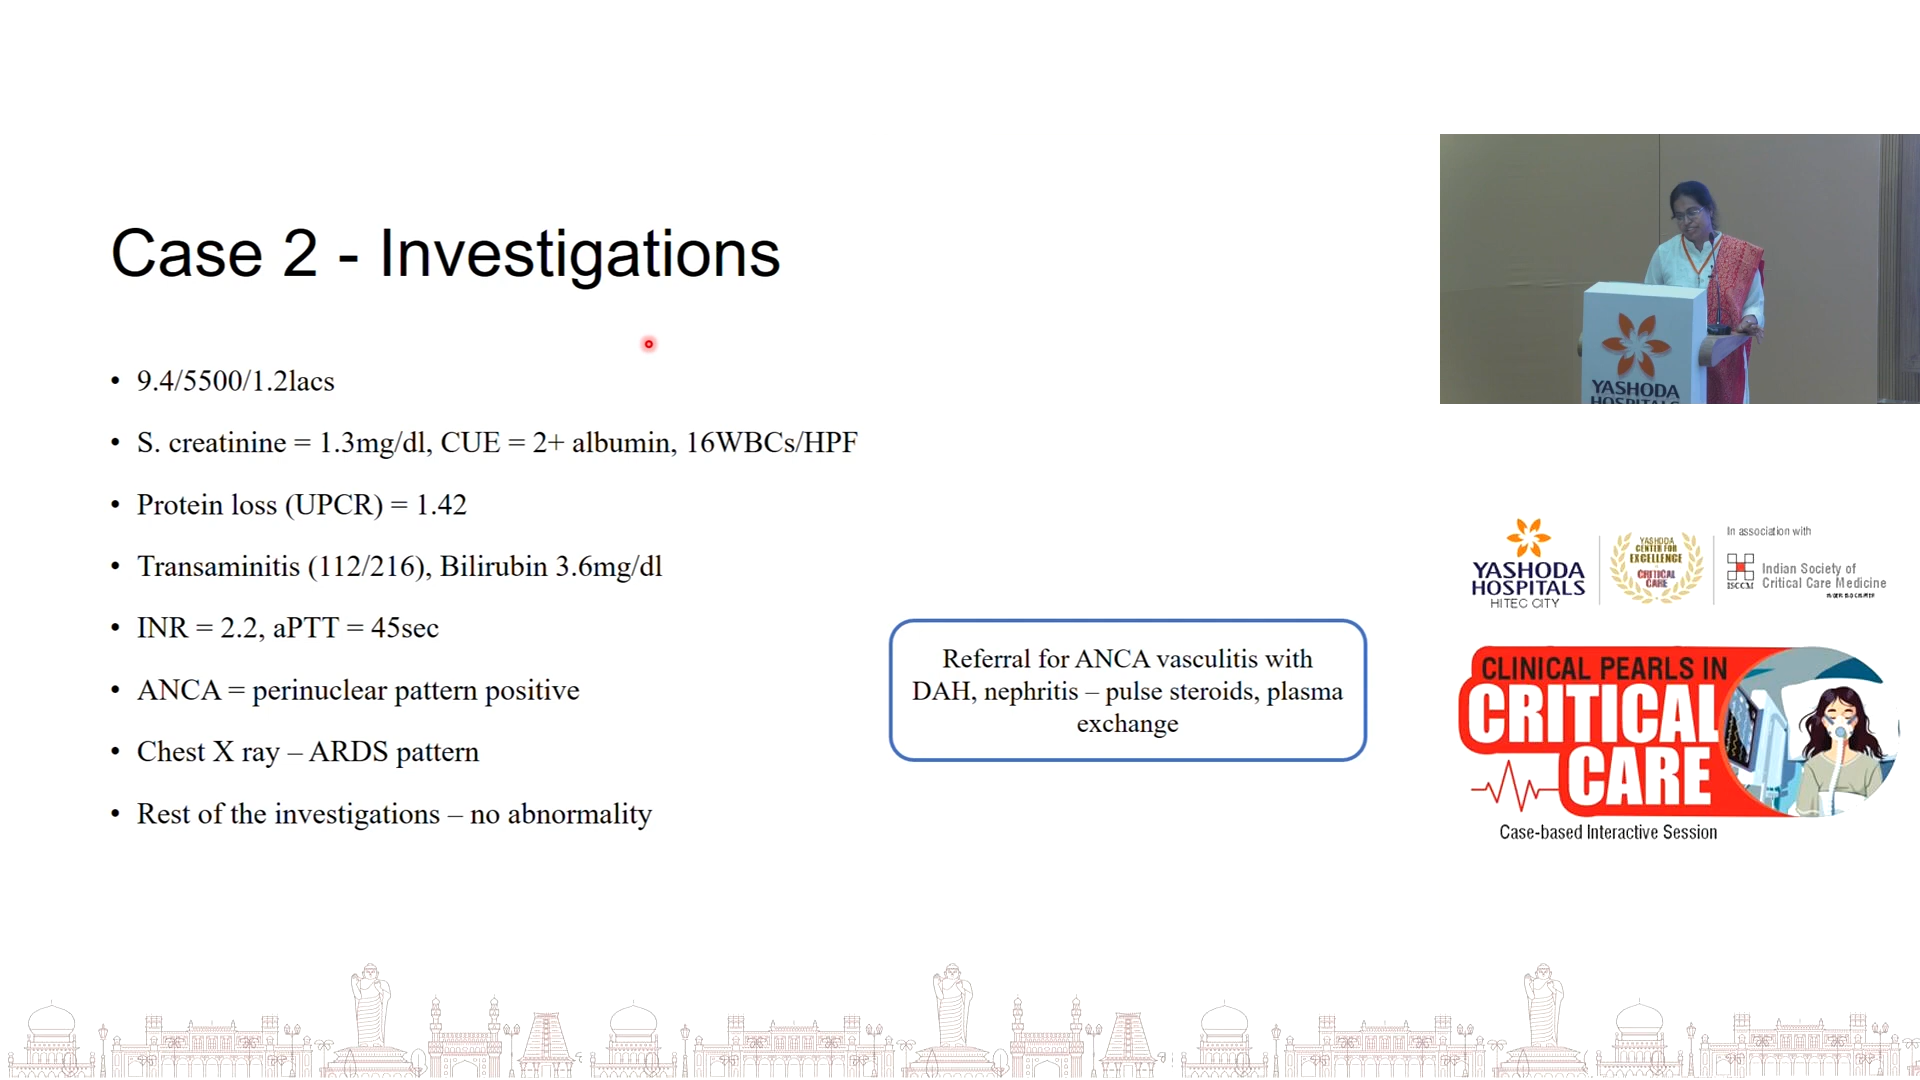 Case 2 - Investigations
• 9.4/5500/1.2lacs
• S. creatinine = 1.3mg/dl, CUE = 2+ albumin, 16WBCs/HPF
• Protein loss (UPCR) = 1.42
• Transaminitis (112/216), Bilirubin 3.6mg/dl
• INR = 2.2, aPTT = 45sec
• ANCA = perinuclear pattern positive
• Chest X ray – ARDS pattern
• Rest of the investigations – no abnormality
Referral for ANCA vasculitis with
DAH, nephritis – pulse steroids, plasma
exchange
YASHODA
HOSPITALS
YASHODA
HOSPITALS
HITEC CITY
YASHODA
CENTER FOR
EXCELLENCE
CRITICAL
CARE
In association with
ISCCM
Indian Society of
Critical Care Medicine
CLINICAL PEARLS IN
CRITICAL
CARE
Case-based Interactive Session